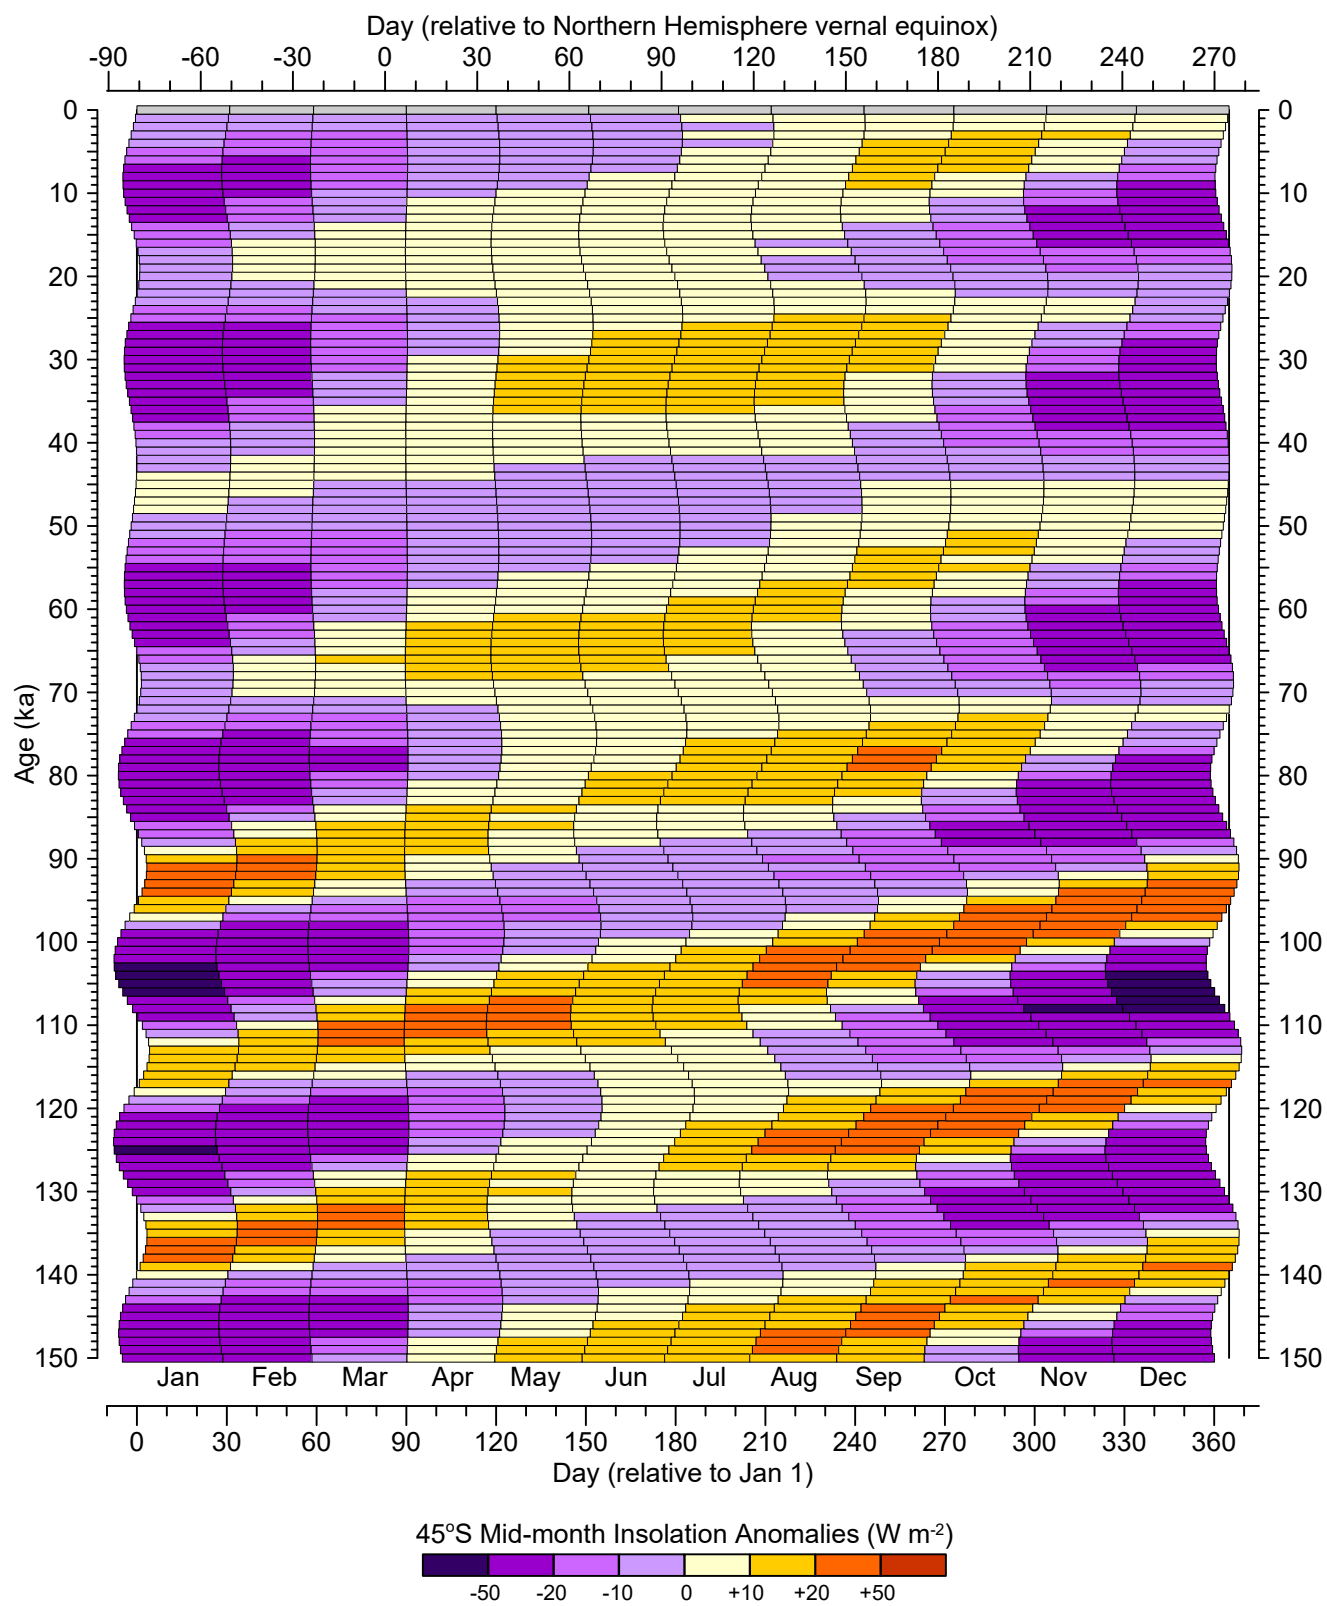 Day (relative to Northern Hemisphere vernal equinox)
-90 -60 -30 0 30 60 90 120 150 180 210 240 270
0 0
10 10
20 20
30 30
40 40
50 50
60 60
70 70
80 80
90 90
100 100
110 110
120 120
130 130
140 140
150 150
Age (ka)
Jan Feb Mar Apr May Jun Jul Aug Sep Oct Nov Dec
0 30 60 90 120 150 180 210 240 270 300 330 360
Day (relative to Jan 1)
45°S Mid-month Insolation Anomalies (W m⁻²)
-50 -20 -10 0 +10 +20 +50